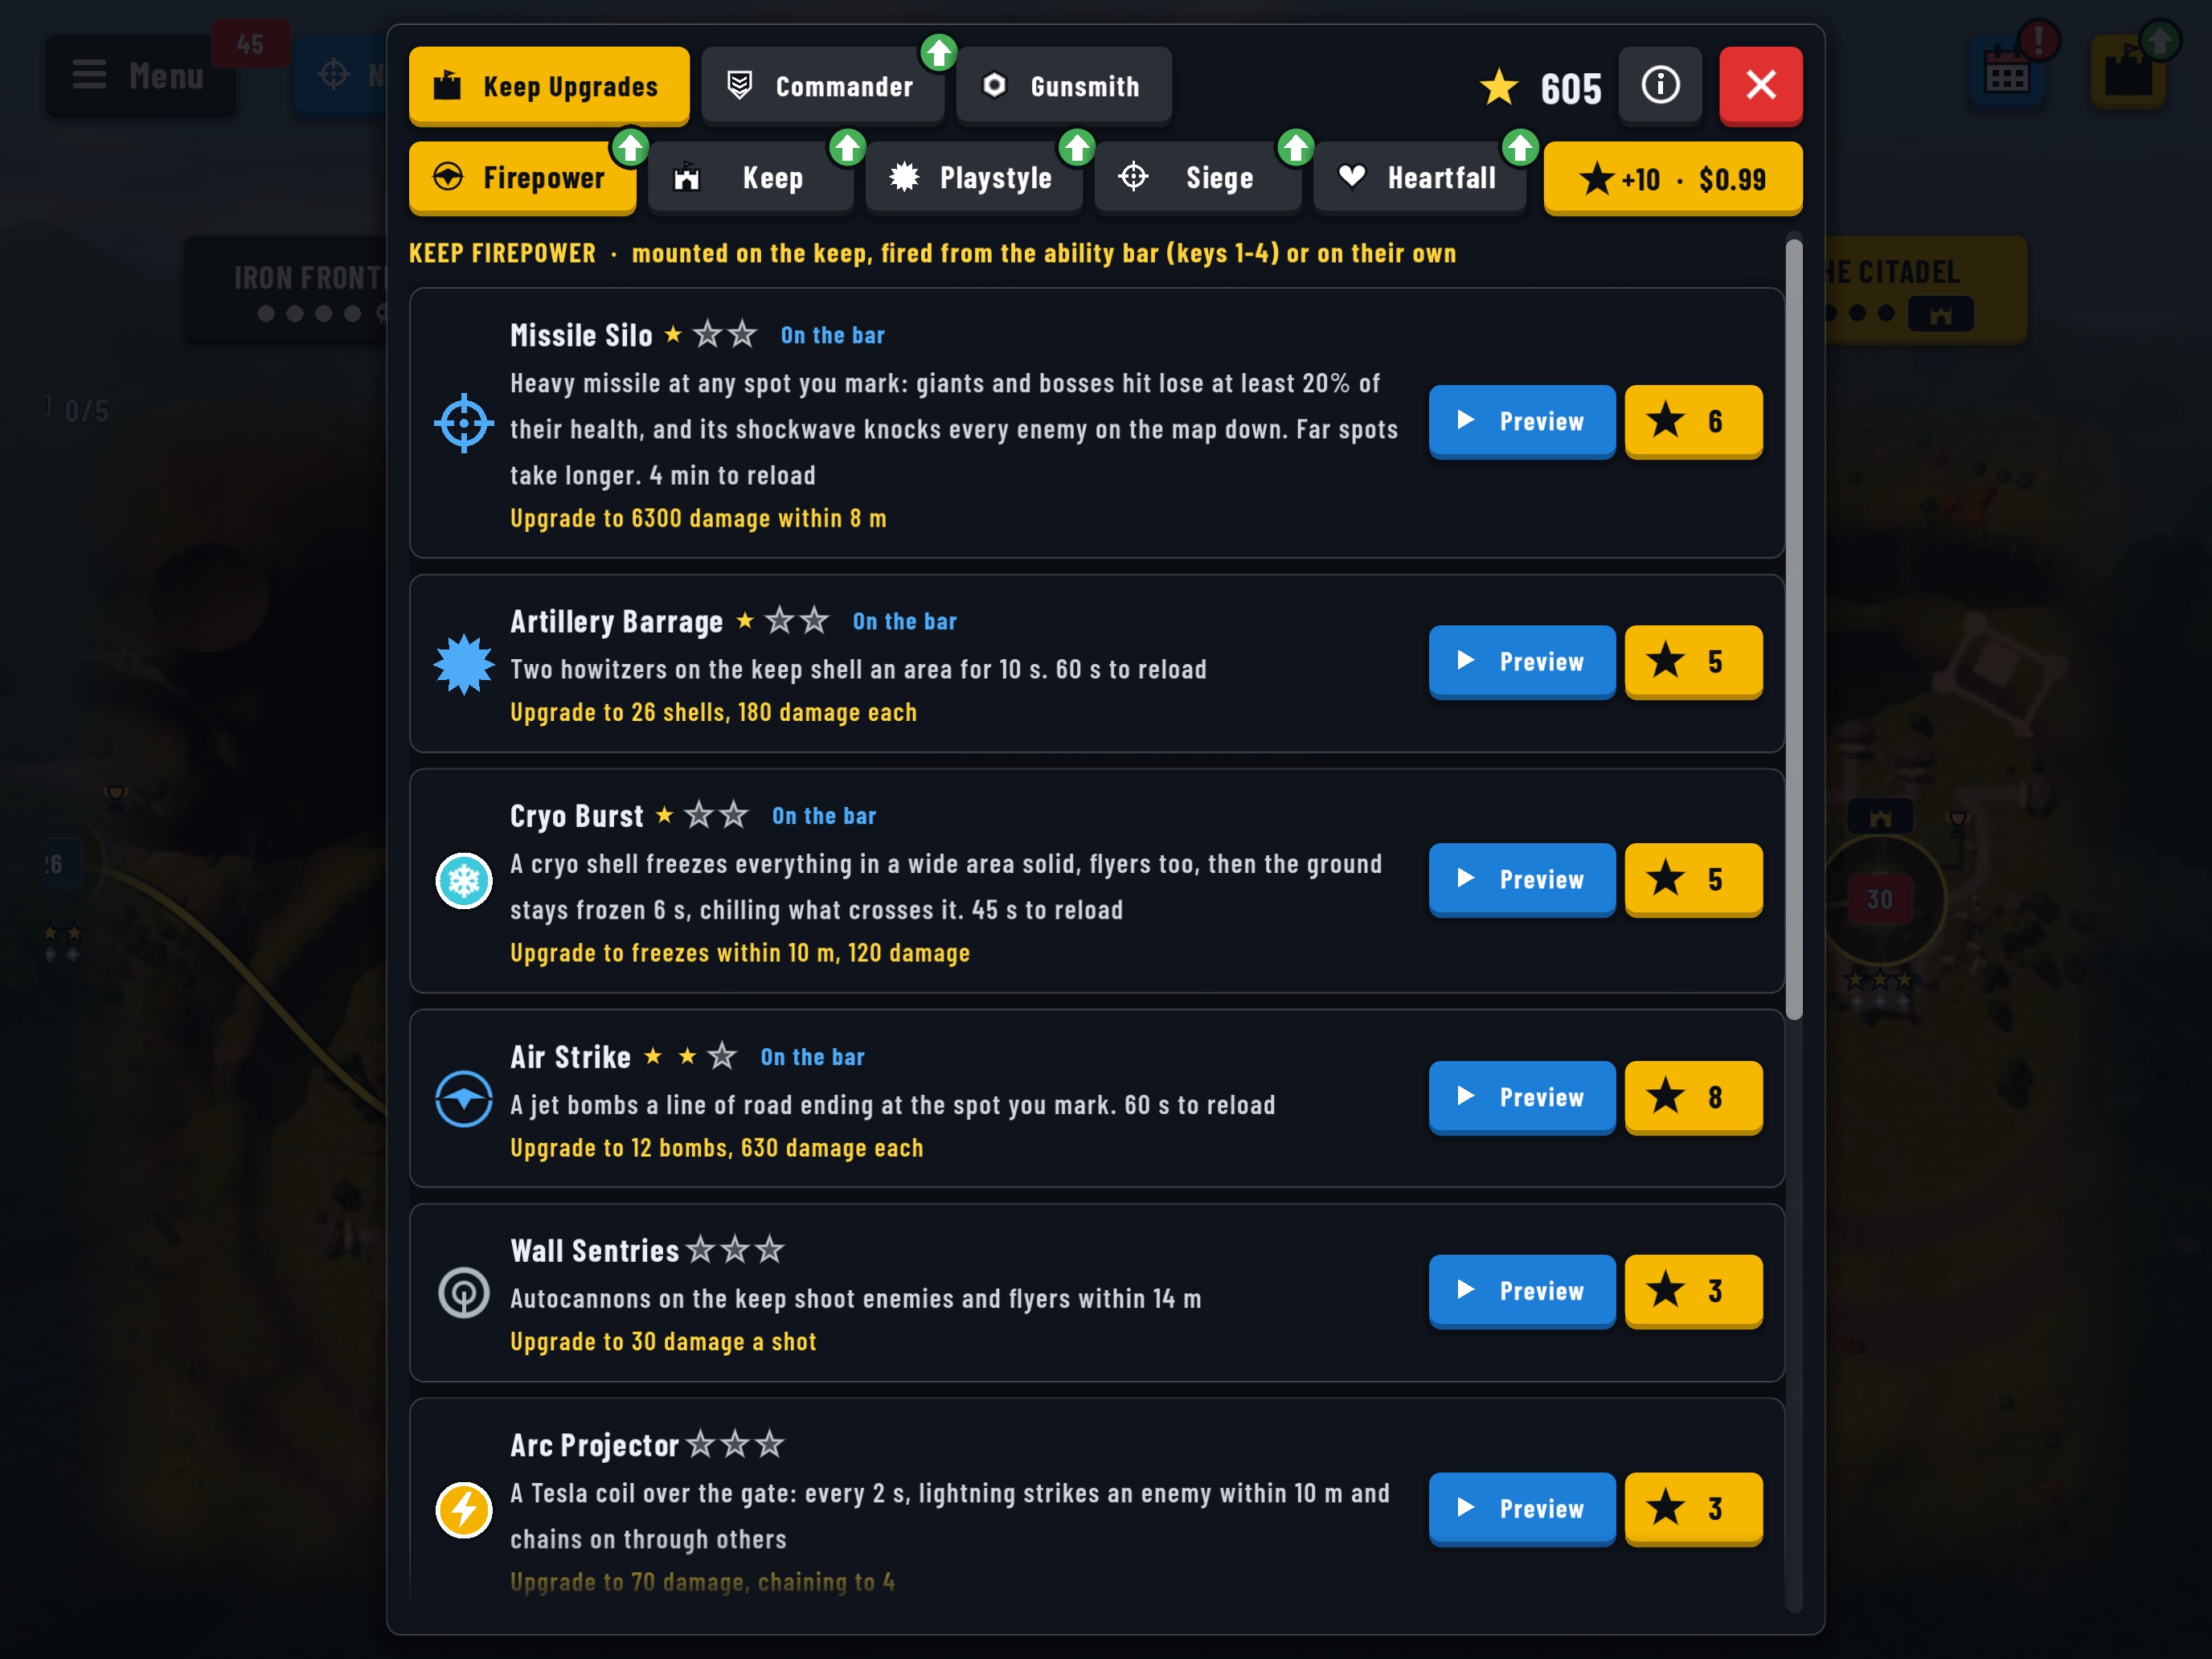 Menu
45
N
Keep Upgrades
Commander
Gunsmith
605
Firepower
Keep
Playstyle
Siege
Heartfall
+10 · $0.99
KEEP FIREPOWER · mounted on the keep, fired from the ability bar (keys 1-4) or on their own
IRON FRONT
HE CITADEL
0/5
Missile Silo
On the bar
Heavy missile at any spot you mark: giants and bosses hit lose at least 20% of
their health, and its shockwave knocks every enemy on the map down. Far spots
take longer. 4 min to reload
Upgrade to 6300 damage within 8 m
Preview
6
Artillery Barrage
On the bar
Two howitzers on the keep shell an area for 10 s. 60 s to reload
Upgrade to 26 shells, 180 damage each
Preview
5
Cryo Burst
On the bar
A cryo shell freezes everything in a wide area solid, flyers too, then the ground
stays frozen 6 s, chilling what crosses it. 45 s to reload
Upgrade to freezes within 10 m, 120 damage
Preview
5
26
30
Air Strike
On the bar
A jet bombs a line of road ending at the spot you mark. 60 s to reload
Upgrade to 12 bombs, 630 damage each
Preview
8
Wall Sentries
Autocannons on the keep shoot enemies and flyers within 14 m
Upgrade to 30 damage a shot
Preview
3
Arc Projector
A Tesla coil over the gate: every 2 s, lightning strikes an enemy within 10 m and
chains on through others
Upgrade to 70 damage, chaining to 4
Preview
3